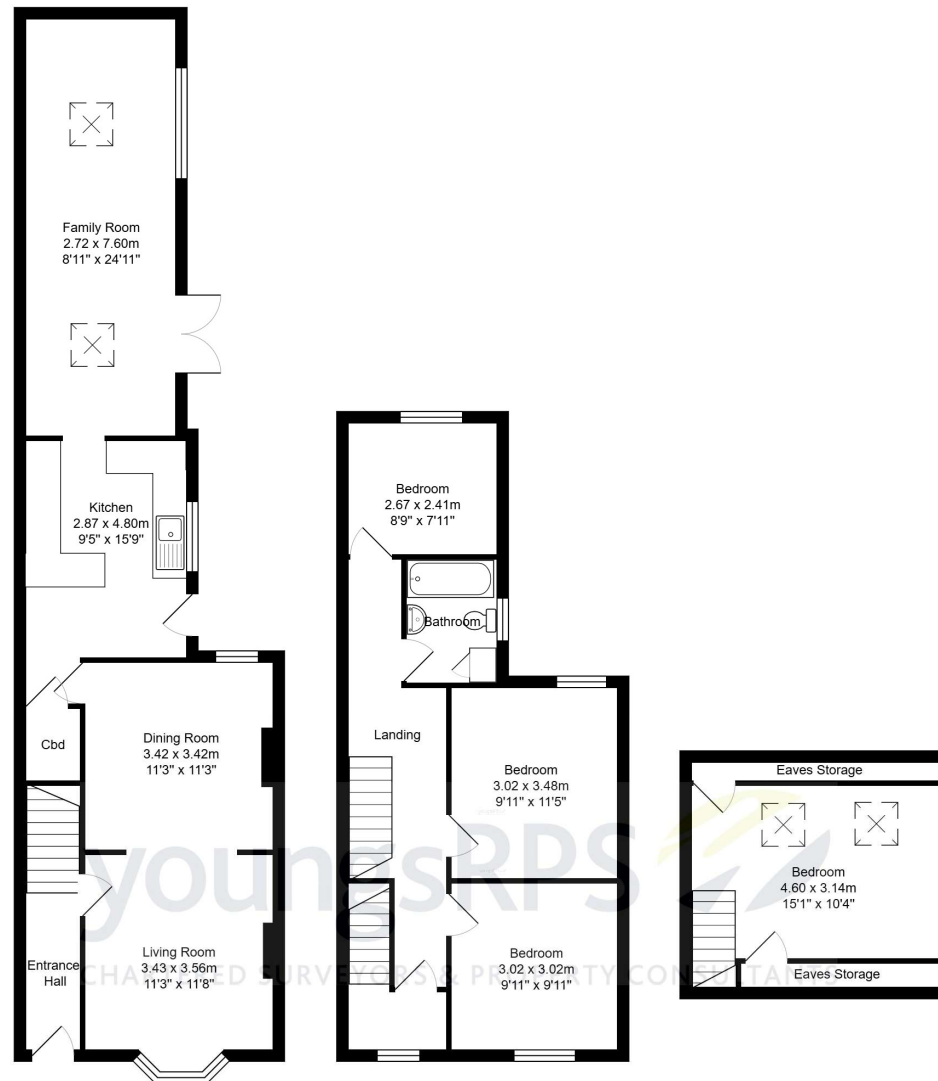 Family Room
2.72 x 7.60m
8'11" x 24'11"
Kitchen
2.87 x 4.80m
9'5" x 15'9"
Cbd
Dining Room
3.42 x 3.42m
11'3" x 11'3"
Living Room
3.43 x 3.56m
11'3" x 11'8"
Entrance
Hall
Bedroom
2.67 x 2.41m
8'9" x 7'11"
Bathroom
Landing
Bedroom
3.02 x 3.48m
9'11" x 11'5"
Bedroom
3.02 x 3.02m
9'11" x 9'11"
Eaves Storage
Bedroom
4.60 x 3.14m
15'1" x 10'4"
Eaves Storage
youngsRPS
CHARTERED SURVEYORS & PROPERTY CONSULTANTS